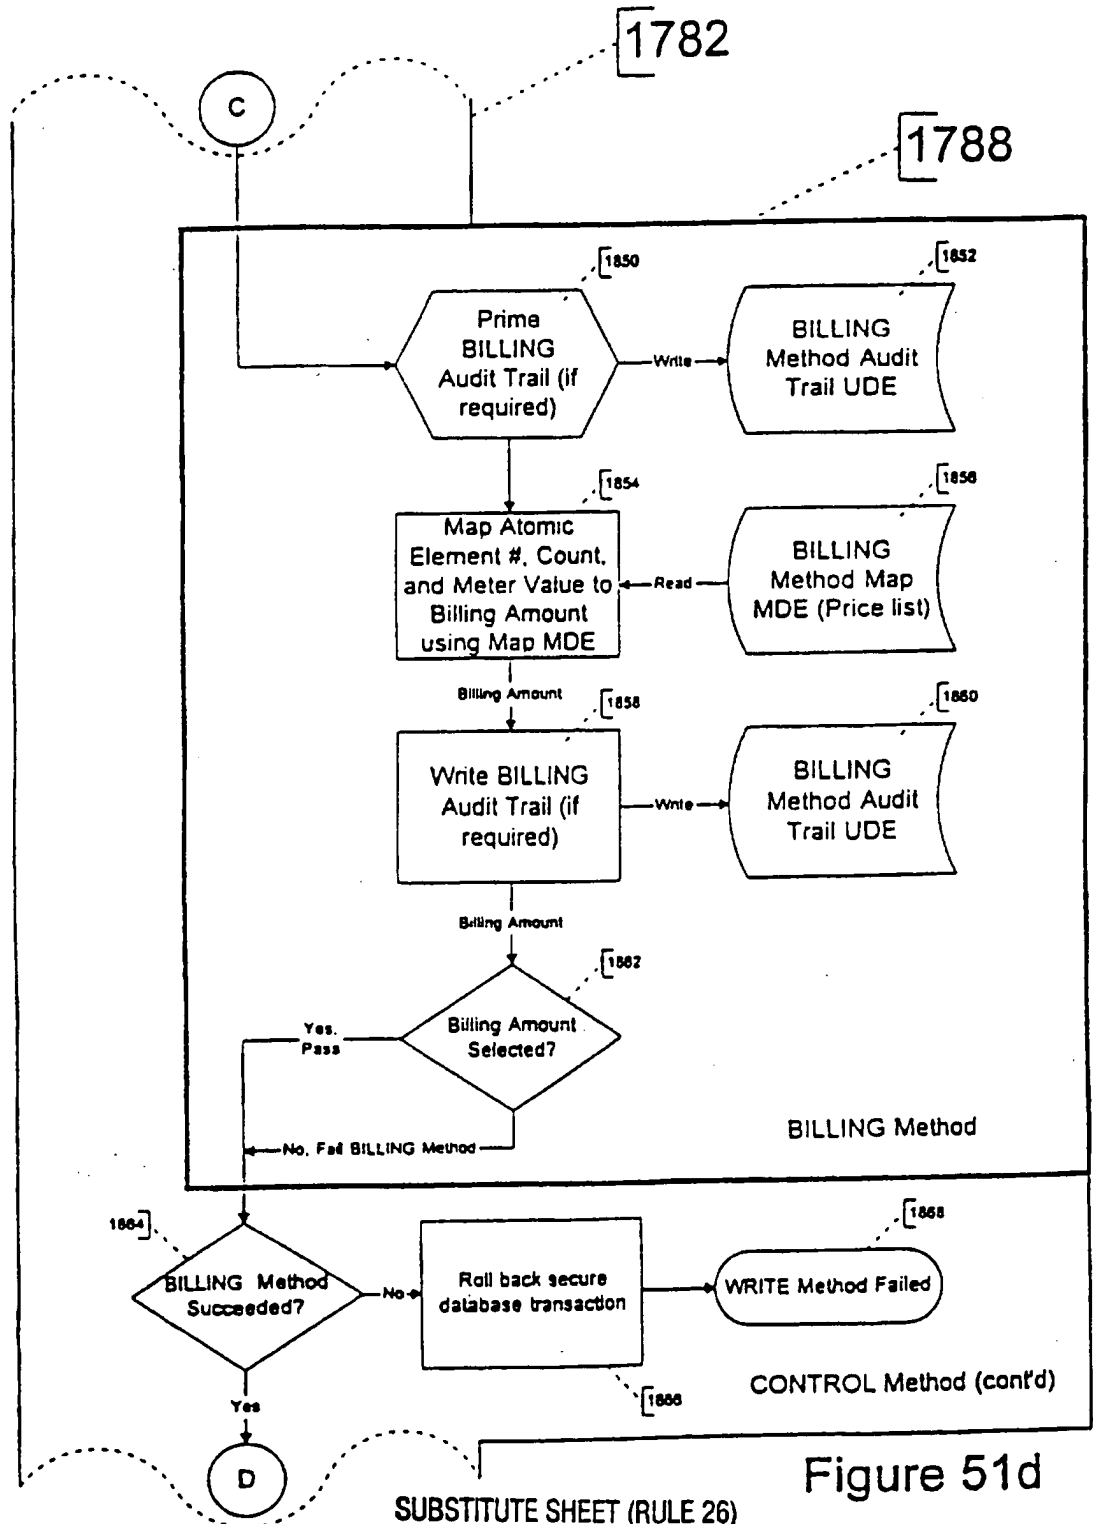 1782
C
1788
1850
1852
Prime
BILLING
Audit Trail (if
required)
Write
BILLING
Method Audit
Trail UDE
1854
1856
Map Atomic
Element #, Count,
and Meter Value to
Billing Amount
using Map MDE
Read
BILLING
Method Map
MDE (Price list)
Billing Amount
1858
1860
Write BILLING
Audit Trail (if
required)
Write
BILLING
Method Audit
Trail UDE
Billing Amount
1862
Billing Amount
Selected?
Yes,
Pass
No, Fail BILLING Method
BILLING Method
1864
1868
BILLING Method
Succeeded?
No
Roll back secure
database transaction
WRITE Method Failed
1866
CONTROL Method (cont'd)
Yes
D
Figure 51d
SUBSTITUTE SHEET (RULE 26)